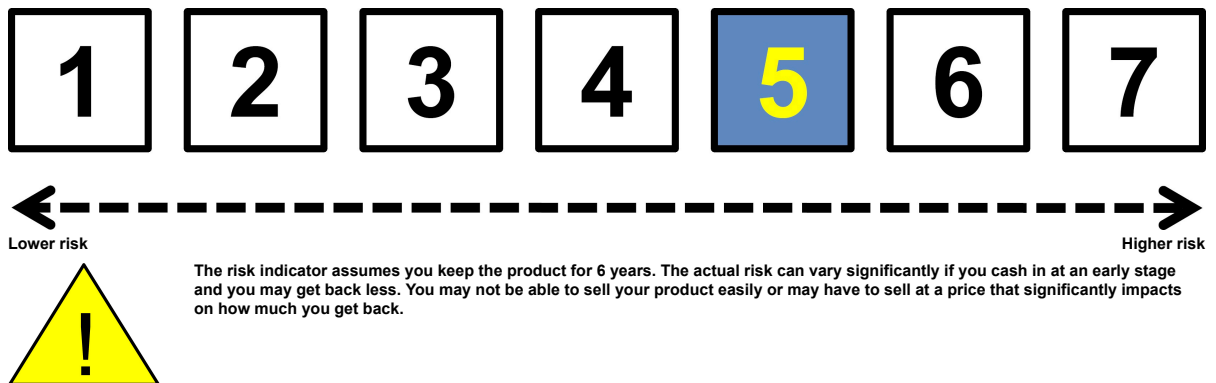 1 2 3 4 5 6 7
Lower risk Higher risk
The risk indicator assumes you keep the product for 6 years. The actual risk can vary significantly if you cash in at an early stage
and you may get back less. You may not be able to sell your product easily or may have to sell at a price that significantly impacts
on how much you get back.
!